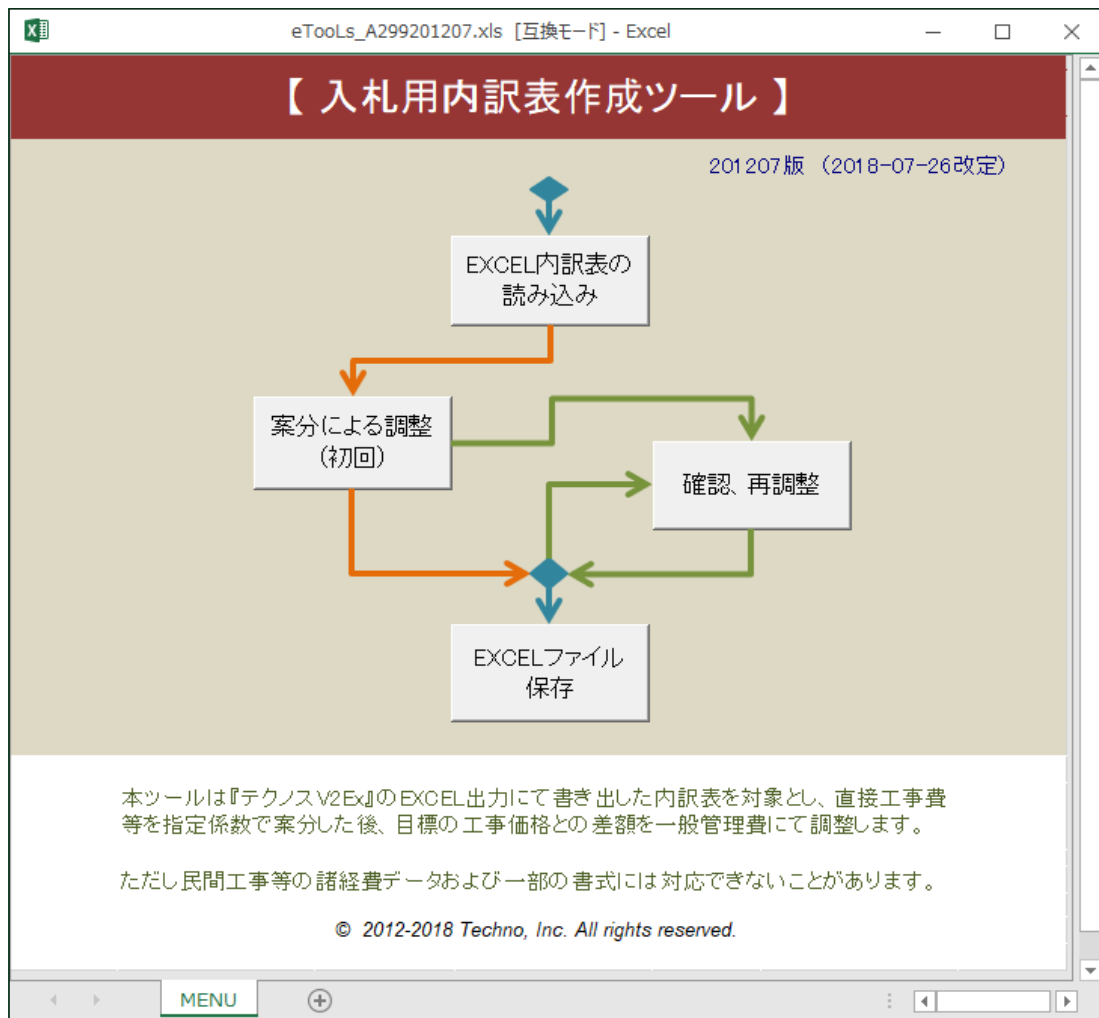 eTooLs_A299201207.xls [互換モード] - Excel
【 入札用内訳表作成ツール 】
201207版 (2018-07-26改定)
EXCEL内訳表の
読み込み
案分による調整
(初回)
確認、再調整
EXCELファイル
保存
本ツールは『テクノスV2Ex』のEXCEL出力にて書き出した内訳表を対象とし、直接工事費
等を指定係数で案分した後、目標の工事価格との差額を一般管理費にて調整します。
ただし民間工事等の諸経費データおよび一部の書式には対応できないことがあります。
© 2012-2018 Techno, Inc. All rights reserved.
MENU